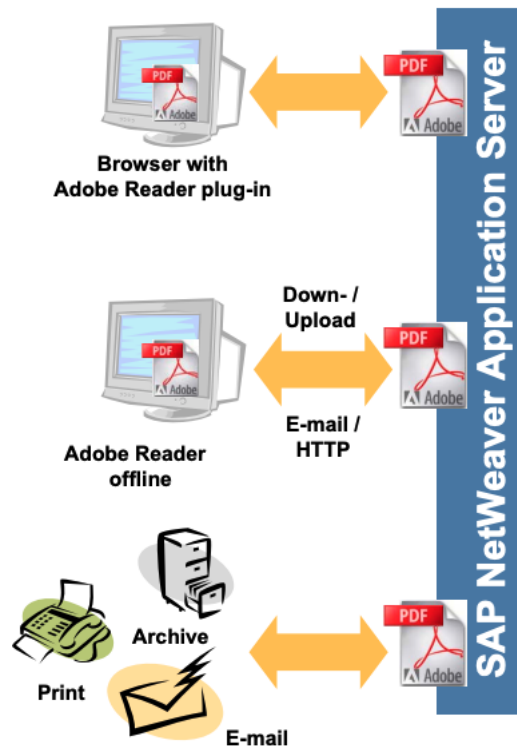 PDF
Adobe
PDF
Adobe
Browser with
Adobe Reader plug-in
Down- /
Upload
PDF
Adobe
PDF
Adobe
E-mail /
HTTP
Adobe Reader
offline
Archive
Print
E-mail
PDF
Adobe
SAP NetWeaver Application Server